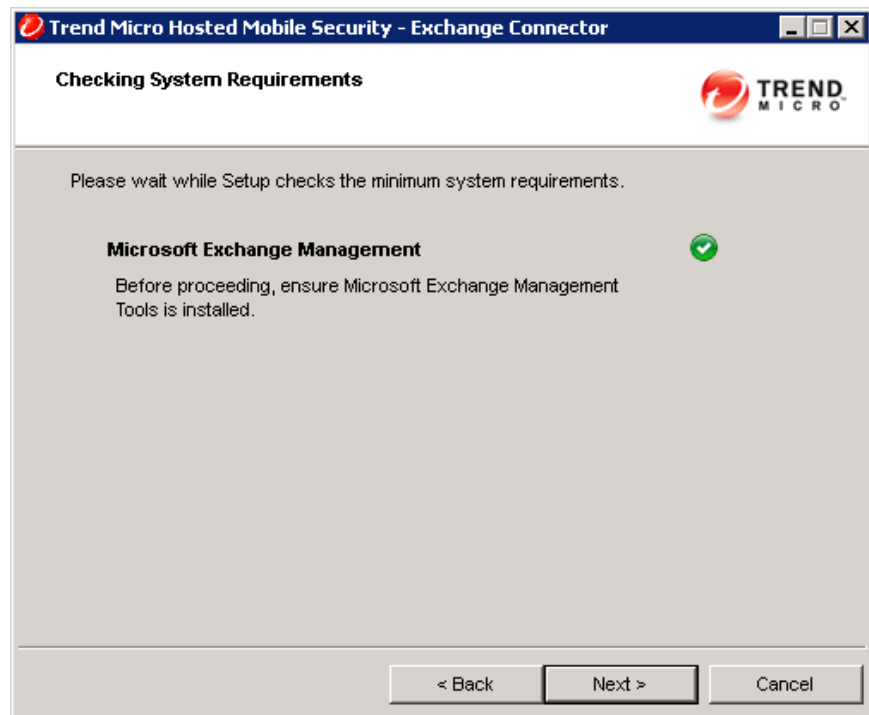 Trend Micro Hosted Mobile Security - Exchange Connector
Checking System Requirements
TREND
MICRO™
Please wait while Setup checks the minimum system requirements.
Microsoft Exchange Management
Before proceeding, ensure Microsoft Exchange Management
Tools is installed.
< Back
Next >
Cancel